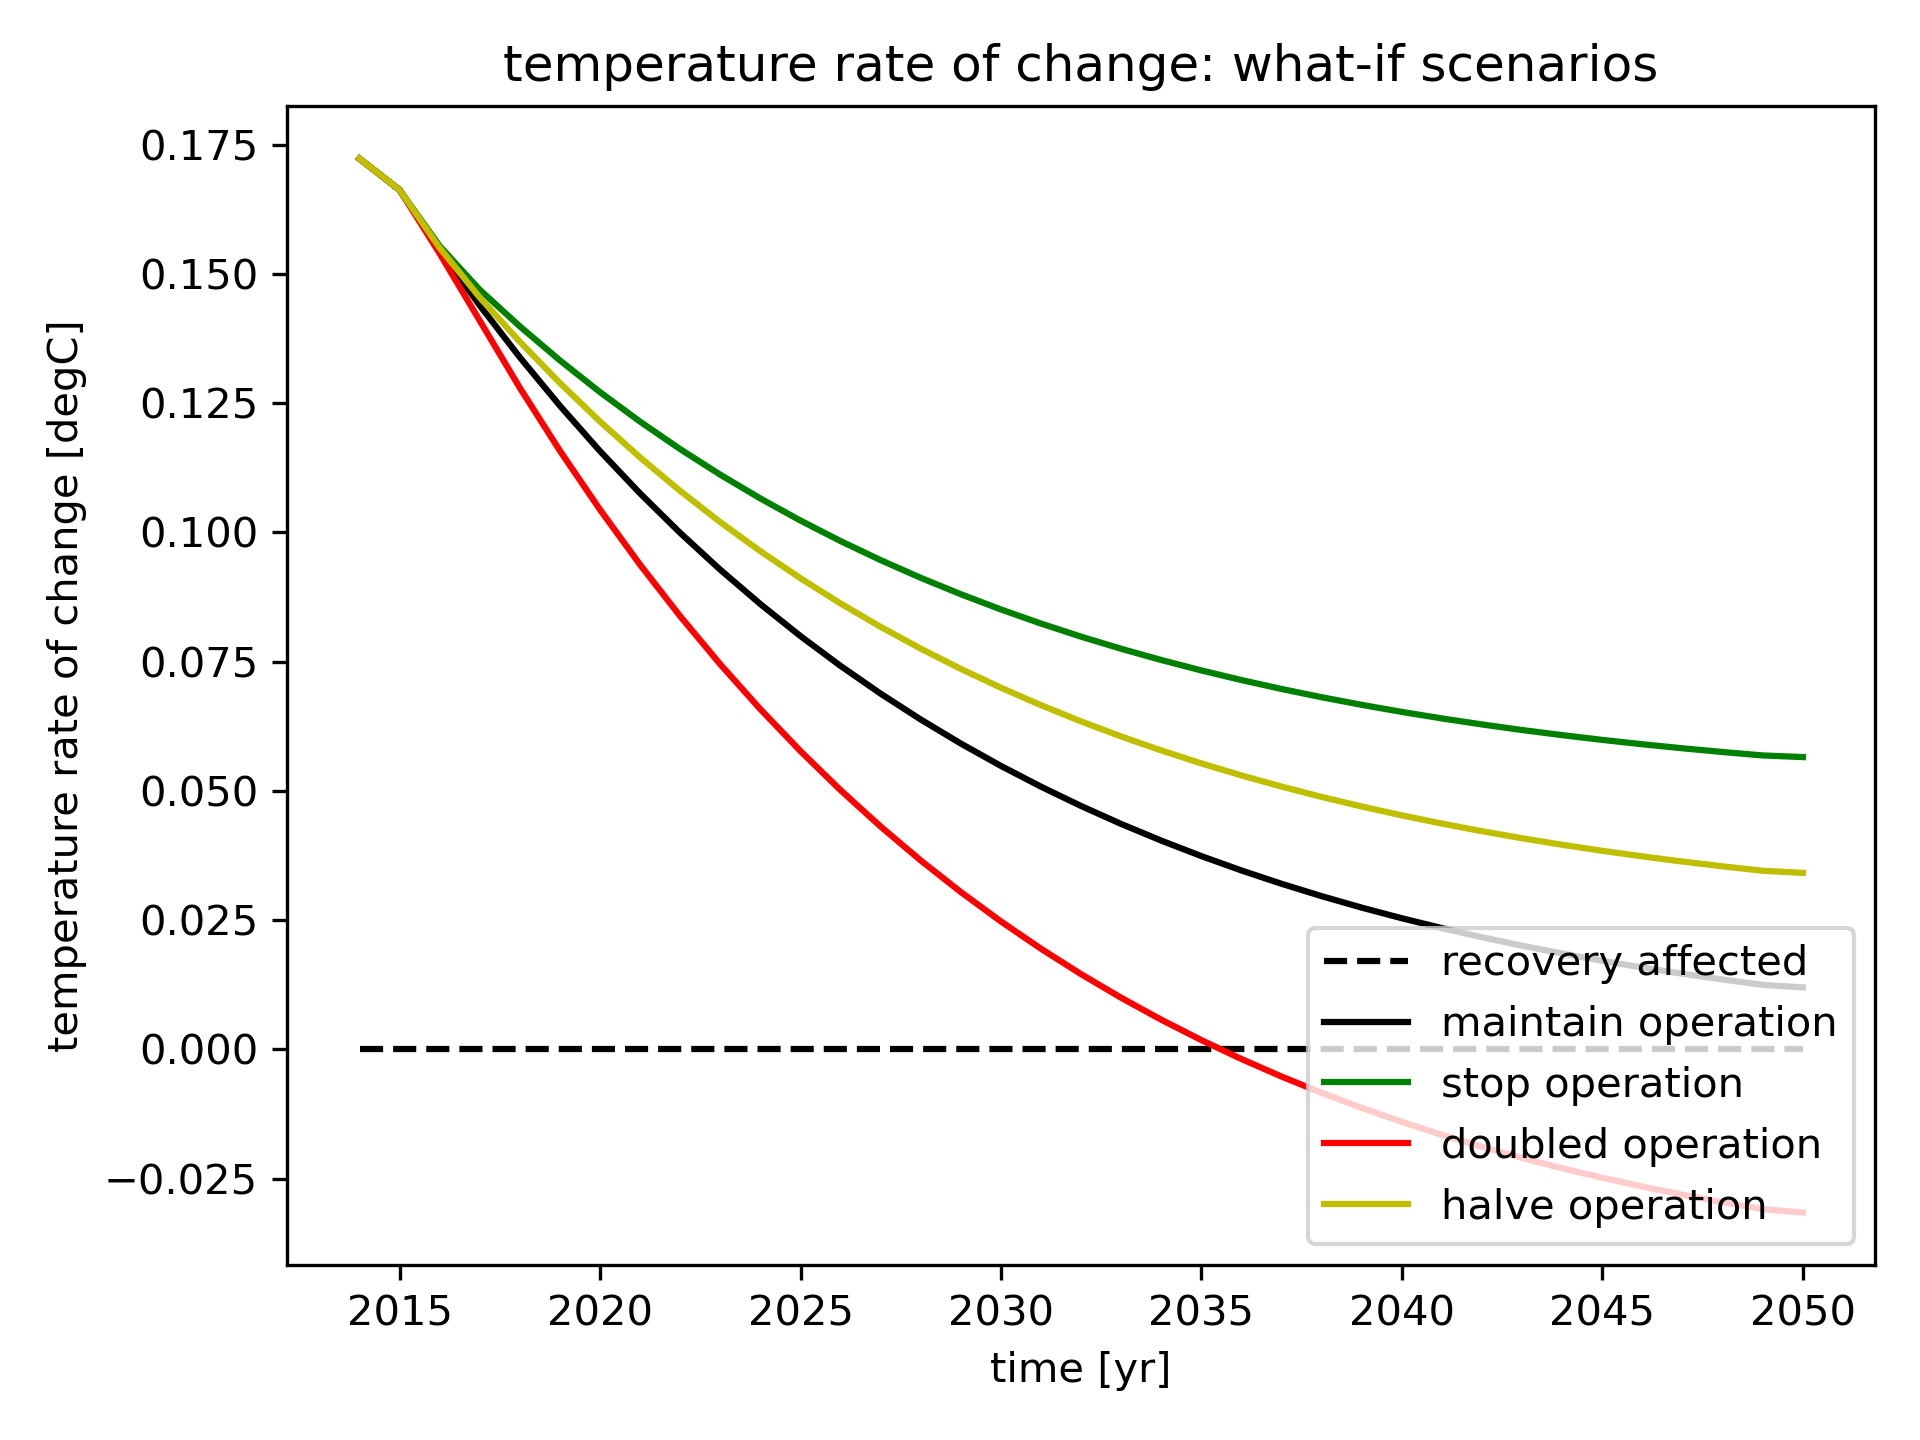 temperature rate of change: what-if scenarios
temperature rate of change [degC]
0.175
0.150
0.125
0.100
0.075
0.050
0.025
0.000
−0.025
recovery affected
maintain operation
stop operation
doubled operation
halve operation
2015 2020 2025 2030 2035 2040 2045 2050
time [yr]